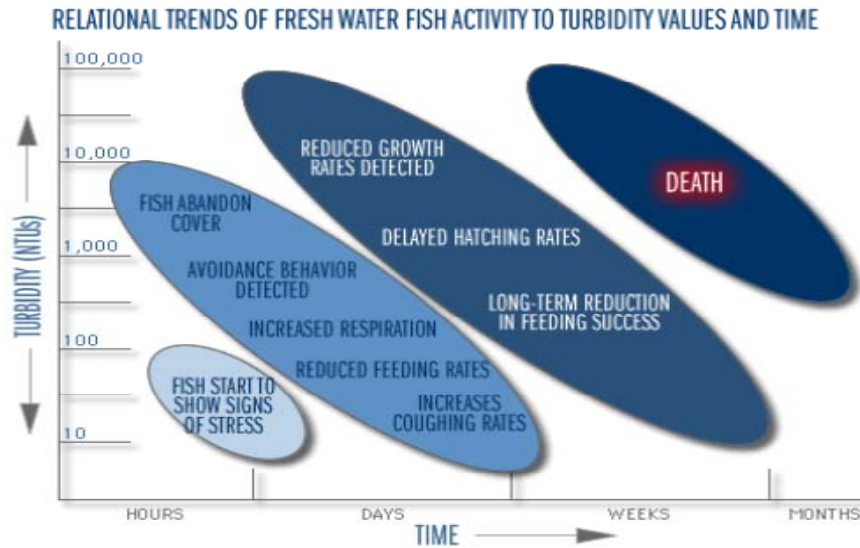 RELATIONAL TRENDS OF FRESH WATER FISH ACTIVITY TO TURBIDITY VALUES AND TIME
TURBIDITY (NTUs)
100,000
10,000
1,000
100
10
FISH START TO
SHOW SIGNS
OF STRESS
FISH ABANDON
COVER
AVOIDANCE BEHAVIOR
DETECTED
INCREASED RESPIRATION
REDUCED FEEDING RATES
INCREASES
COUGHING RATES
REDUCED GROWTH
RATES DETECTED
DELAYED HATCHING RATES
LONG-TERM REDUCTION
IN FEEDING SUCCESS
DEATH
HOURS
DAYS
WEEKS
MONTHS
TIME